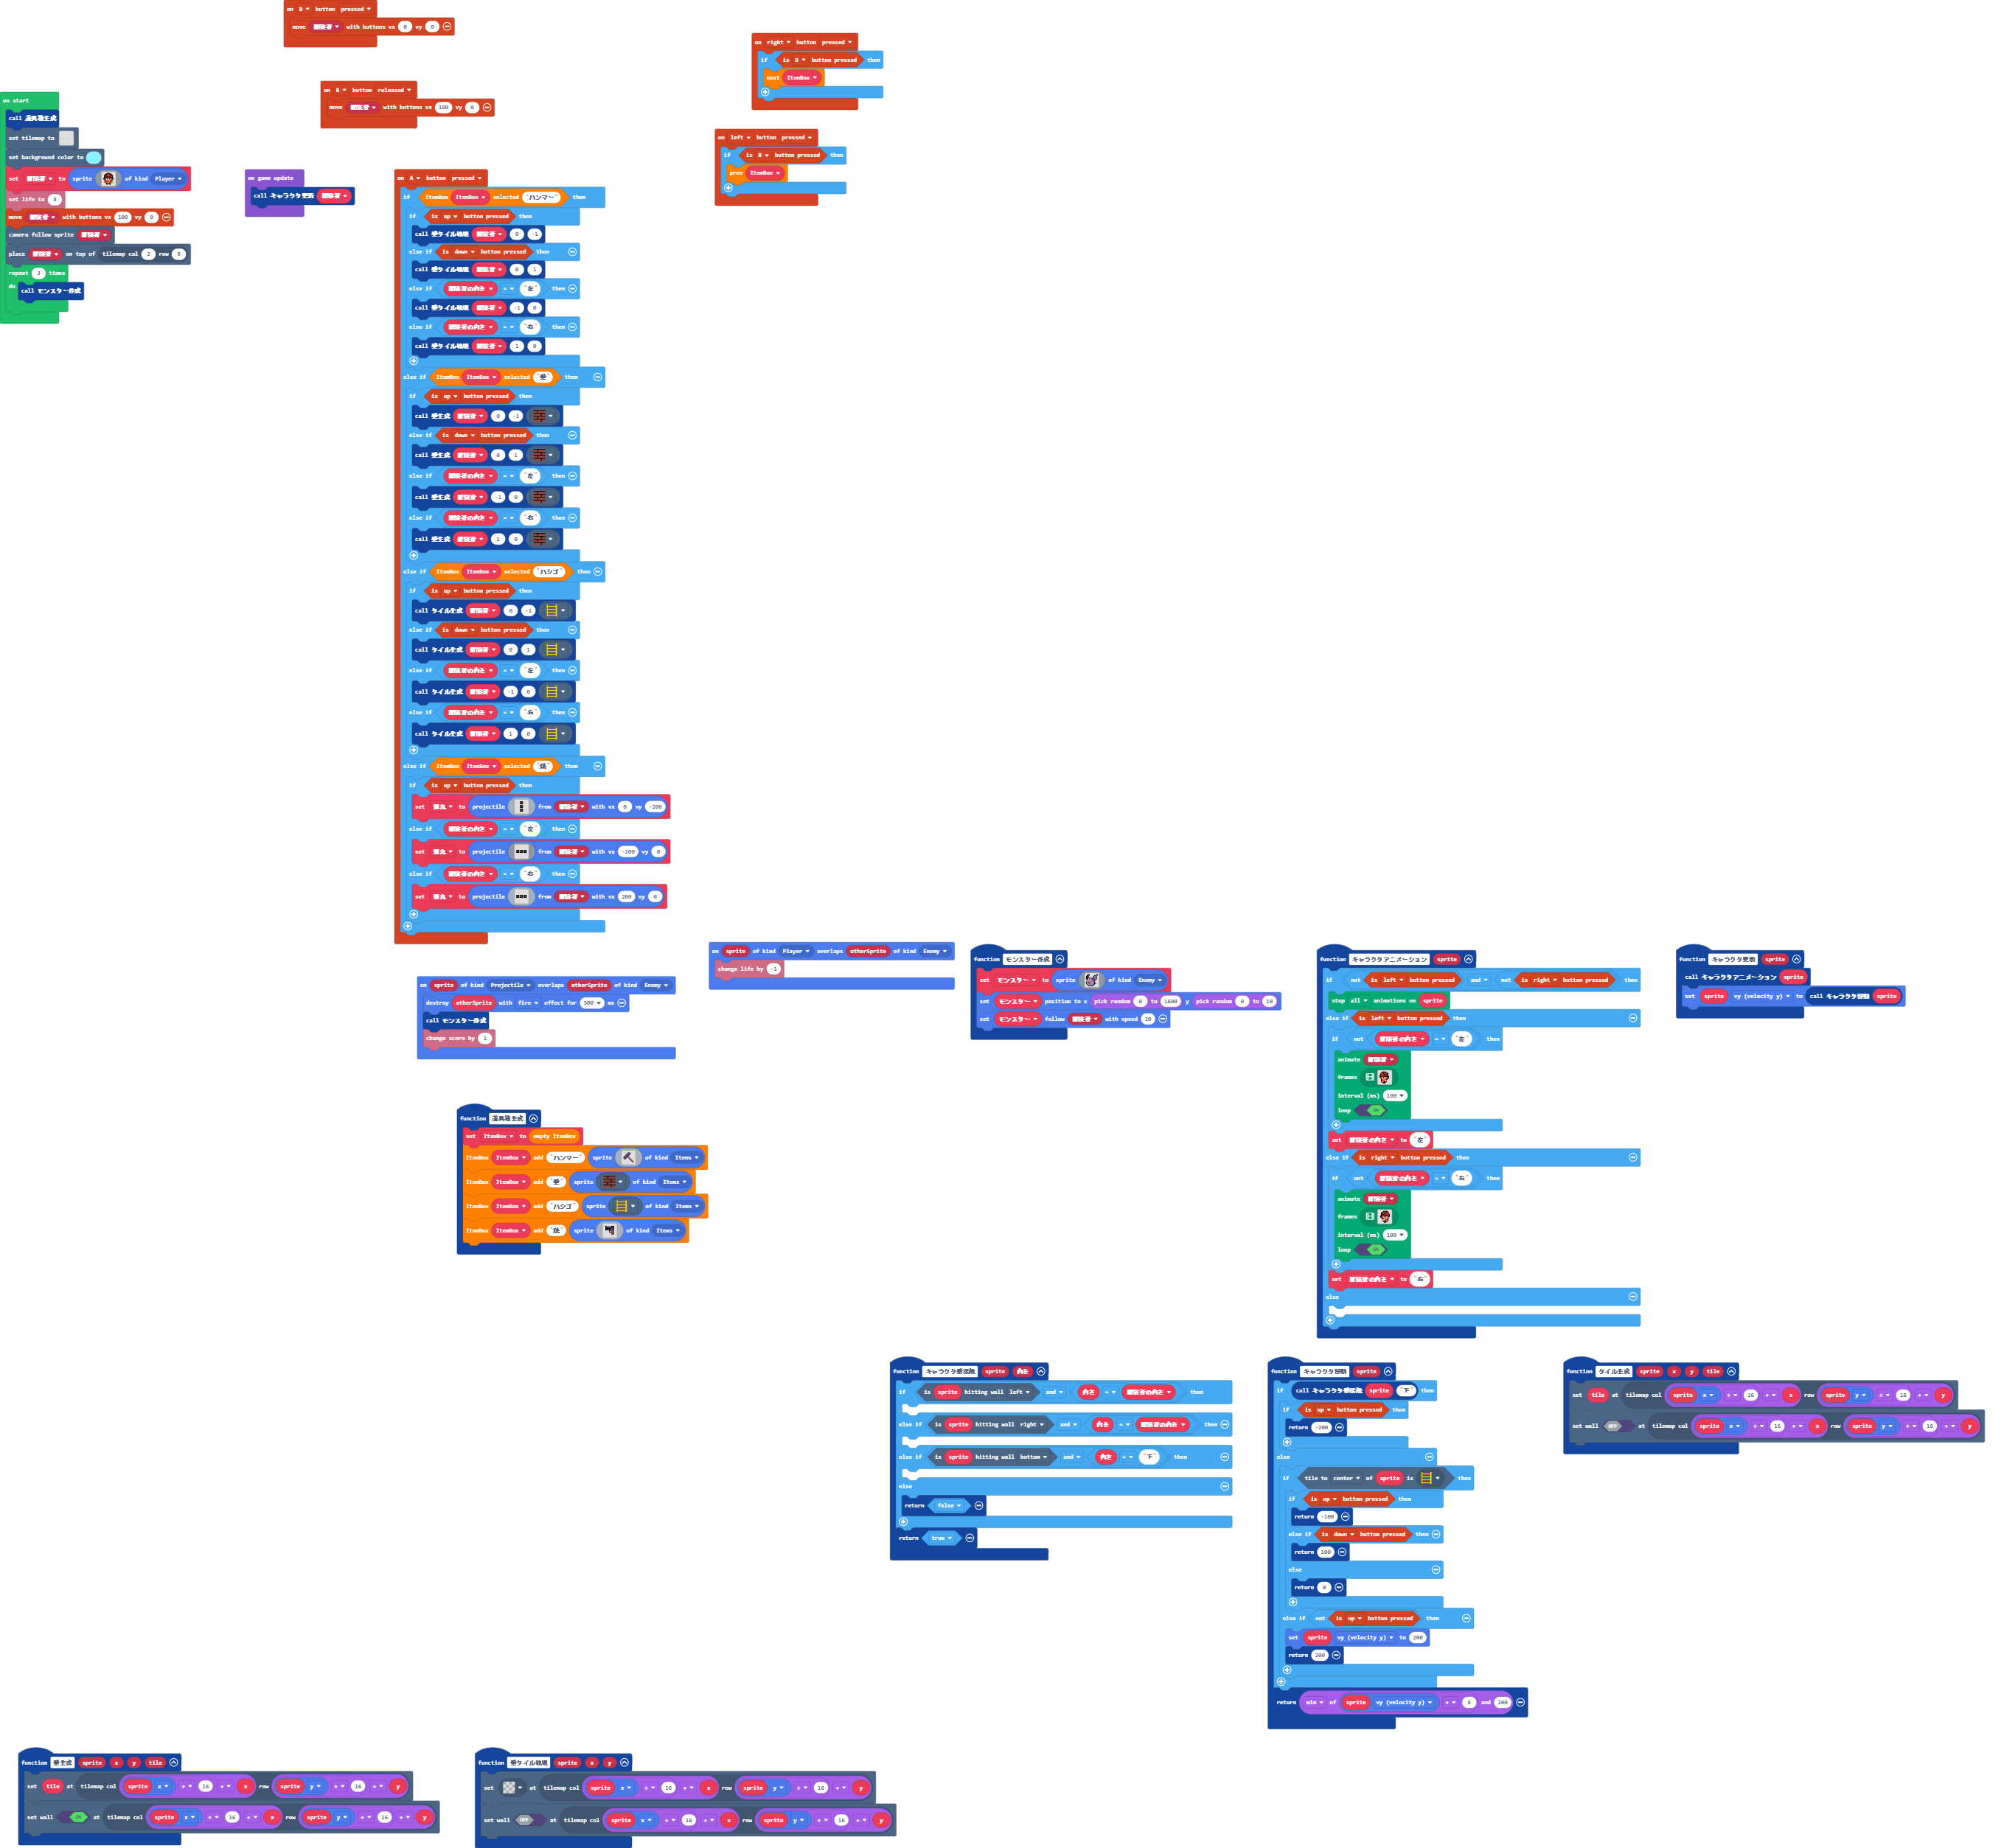 on B button pressed
move 冒険者 with buttons vx 0 vy 0
on B button released
move 冒険者 with buttons vx 100 vy 0
on right button pressed
if is B button pressed then
next ItemBox
on left button pressed
if is B button pressed then
prev ItemBox
on start
call 道具箱生成
set tilemap to
set background color to
set 冒険者 to sprite of kind Player
set life to
move 冒険者 with buttons vx 100 vy 0
camera follow sprite 冒険者
place 冒険者 on top of tilemap col 2 row 8
repeat 3 times
do call モンスター作成
on game update
call キャラクタ更新 冒険者
on A button pressed
if ItemBox ItemBox selected "ハンマー" then
if is up button pressed then
call 壁タイル破壊 冒険者 0 -1
else if is down button pressed then
call 壁タイル破壊 冒険者 0 1
else if 冒険者の向き = "左" then
call 壁タイル破壊 冒険者 -1 0
else if 冒険者の向き = "右" then
call 壁タイル破壊 冒険者 1 0
else if ItemBox ItemBox selected "壁" then
if is up button pressed then
call 壁生成 冒険者 0 -1
else if is down button pressed then
call 壁生成 冒険者 0 1
else if 冒険者の向き = "左" then
call 壁生成 冒険者 -1 0
else if 冒険者の向き = "右" then
call 壁生成 冒険者 1 0
else if ItemBox ItemBox selected "ハシゴ" then
if is up button pressed then
call タイル生成 冒険者 0 -1
else if is down button pressed then
call タイル生成 冒険者 0 1
else if 冒険者の向き = "左" then
call タイル生成 冒険者 -1 0
else if 冒険者の向き = "右" then
call タイル生成 冒険者 1 0
else if ItemBox ItemBox selected then
if is up button pressed then
set 弾丸 to projectile from 冒険者 with vx 0 vy -200
else if 冒険者の向き = "左" then
set 弾丸 to projectile from 冒険者 with vx -200 vy 0
else if 冒険者の向き = "右" then
set 弾丸 to projectile from 冒険者 with vx 200 vy 0
on sprite of kind Player overlaps otherSprite of kind Enemy
change life by -1
on sprite of kind Projectile overlaps otherSprite of kind Enemy
destroy otherSprite with fire effect for 500 ms
call モンスター作成
change score by 1
function モンスター作成
set モンスター to sprite of kind Enemy
set モンスター position to x pick random 0 to 1600 y pick random 0 to 10
set モンスター follow 冒険者 with speed 20
function キャラクタアニメーション sprite
if not is left button pressed and not is right button pressed then
stop all animations on sprite
else if is left button pressed then
if not 冒険者の向き = "左" then
animate 冒険者
frames
interval (ms) 100
loop ON
set 冒険者の向き to "左"
else if is right button pressed then
if not 冒険者の向き = "右" then
animate 冒険者
frames
interval (ms) 100
loop ON
set 冒険者の向き to "右"
else
function キャラクタ更新 sprite
call キャラクタアニメーション sprite
set sprite vy (velocity y) to call キャラクタ移動 sprite
function 道具箱生成
set ItemBox to empty ItemBox
ItemBox ItemBox add "ハンマー" sprite of kind Items
ItemBox ItemBox add "壁" sprite of kind Items
ItemBox ItemBox add "ハシゴ" sprite of kind Items
ItemBox ItemBox add sprite of kind Items
function キャラクタ壁接触 sprite 向き
if is sprite hitting wall left and 向き = 冒険者の向き then
else if is sprite hitting wall right and 向き = 冒険者の向き then
else if is sprite hitting wall bottom and 向き = "下" then
else
return false
return true
function キャラクタ移動 sprite
if call キャラクタ壁接触 sprite "下" then
if is up button pressed then
return -200
else
if tile to center of sprite is then
if is up button pressed then
return -100
else if is down button pressed then
return 100
else
return 0
else if not is up button pressed then
set sprite vy (velocity y) to 200
return 200
return min of sprite vy (velocity y) + 8 and 200
function タイル生成 sprite x y tile
set tile at tilemap col sprite x ÷ 16 + x row sprite y ÷ 16 + y
set wall OFF at tilemap col sprite x ÷ 16 + x row sprite y ÷ 16 + y
function 壁生成 sprite x y tile
set tile at tilemap col sprite x ÷ 16 + x row sprite y ÷ 16 + y
set wall ON at tilemap col sprite x ÷ 16 + x row sprite y ÷ 16 + y
function 壁タイル破壊 sprite x y
set at tilemap col sprite x ÷ 16 + x row sprite y ÷ 16 + y
set wall OFF at tilemap col sprite x ÷ 16 + x row sprite y ÷ 16 + y